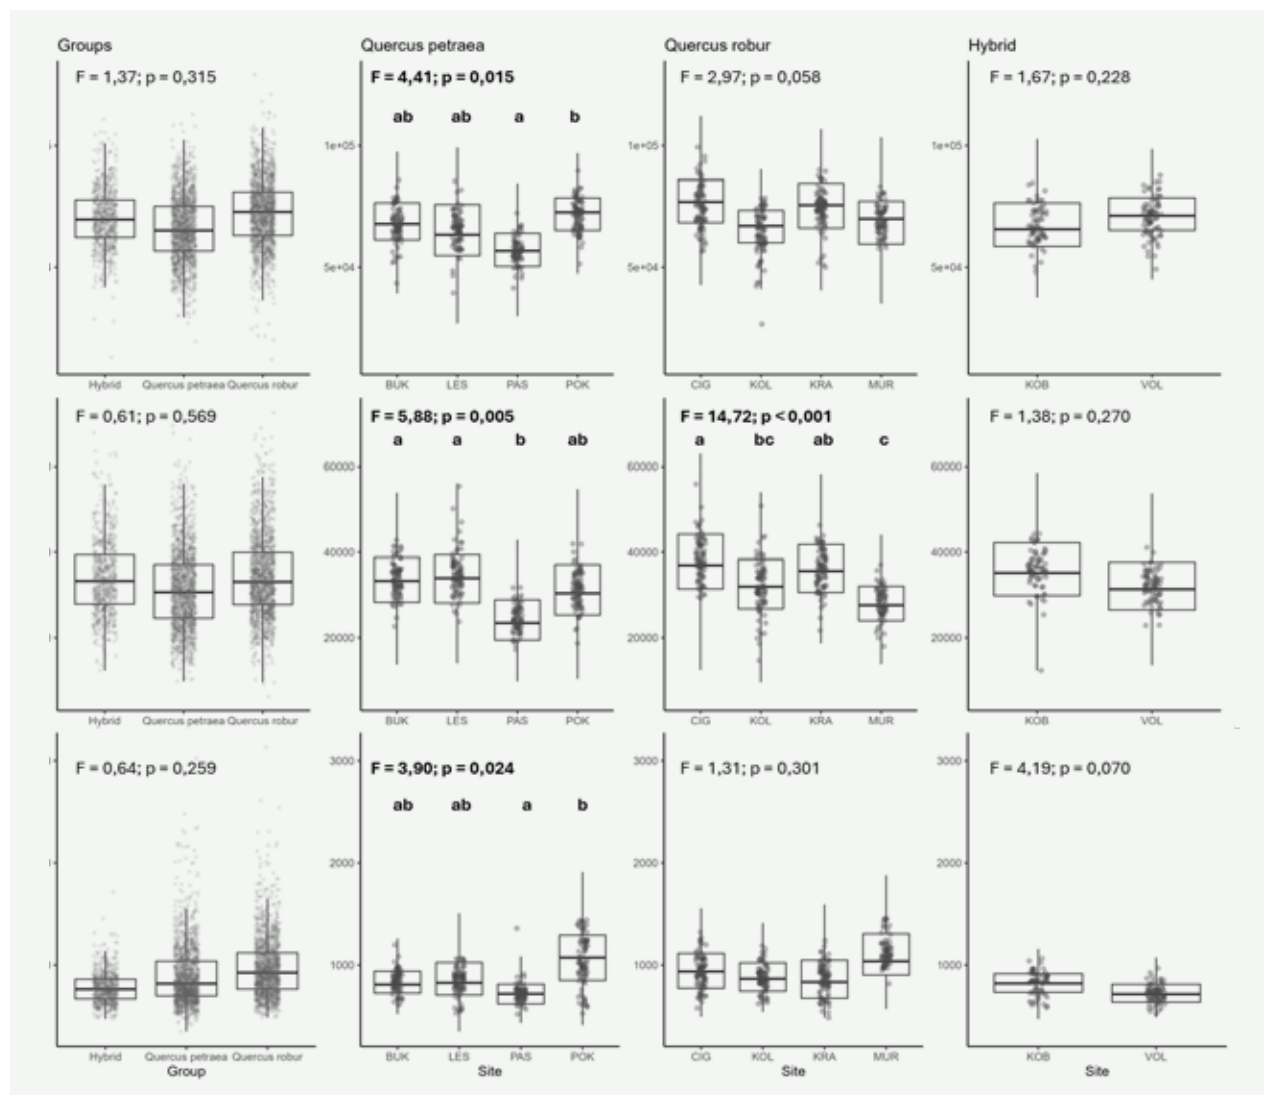 Groups Quercus petraea Quercus robur Hybrid
F = 1,37; p = 0,315 F = 4,41; p = 0,015 F = 2,97; p = 0,058 F = 1,67; p = 0,228
ab ab a b
1e+05 1e+05 1e+05
5e+04 5e+04 5e+04
Hybrid Quercus petraea Quercus robur BUK LES PAS POK CIG KOL KRA MUR KOB VOL
F = 0,61; p = 0,569 F = 5,88; p = 0,005 F = 14,72; p < 0,001 F = 1,38; p = 0,270
a a b ab a bc ab c
60000 60000 60000
40000 40000 40000
20000 20000 20000
Hybrid Quercus petraea Quercus robur BUK LES PAS POK CIG KOL KRA MUR KOB VOL
3000 3000 3000
F = 0,64; p = 0,259 F = 3,90; p = 0,024 F = 1,31; p = 0,301 F = 4,19; p = 0,070
ab ab a b
2000 2000 2000
1000 1000 1000
Hybrid Quercus petraea Quercus robur BUK LES PAS POK CIG KOL KRA MUR KOB VOL
Group Site Site Site